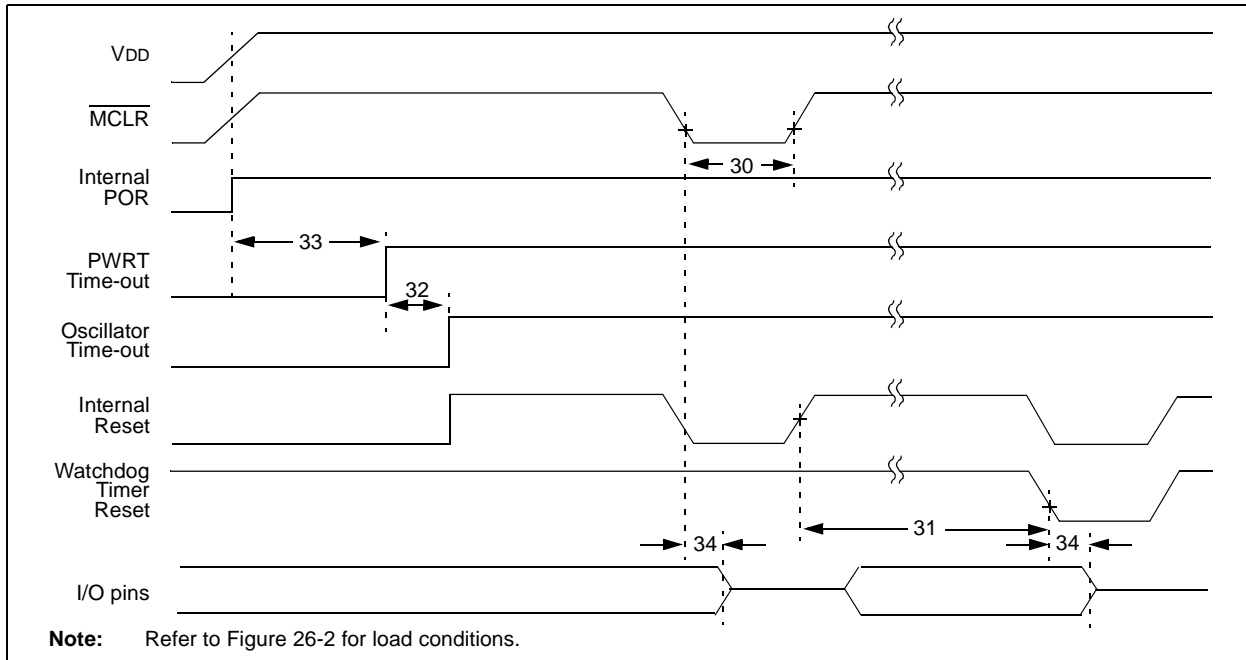 VDD
MCLR
30
Internal
POR
33
PWRT
Time-out
32
Oscillator
Time-out
Internal
Reset
Watchdog
Timer
Reset
31
34
34
I/O pins
Note: Refer to Figure 26-2 for load conditions.